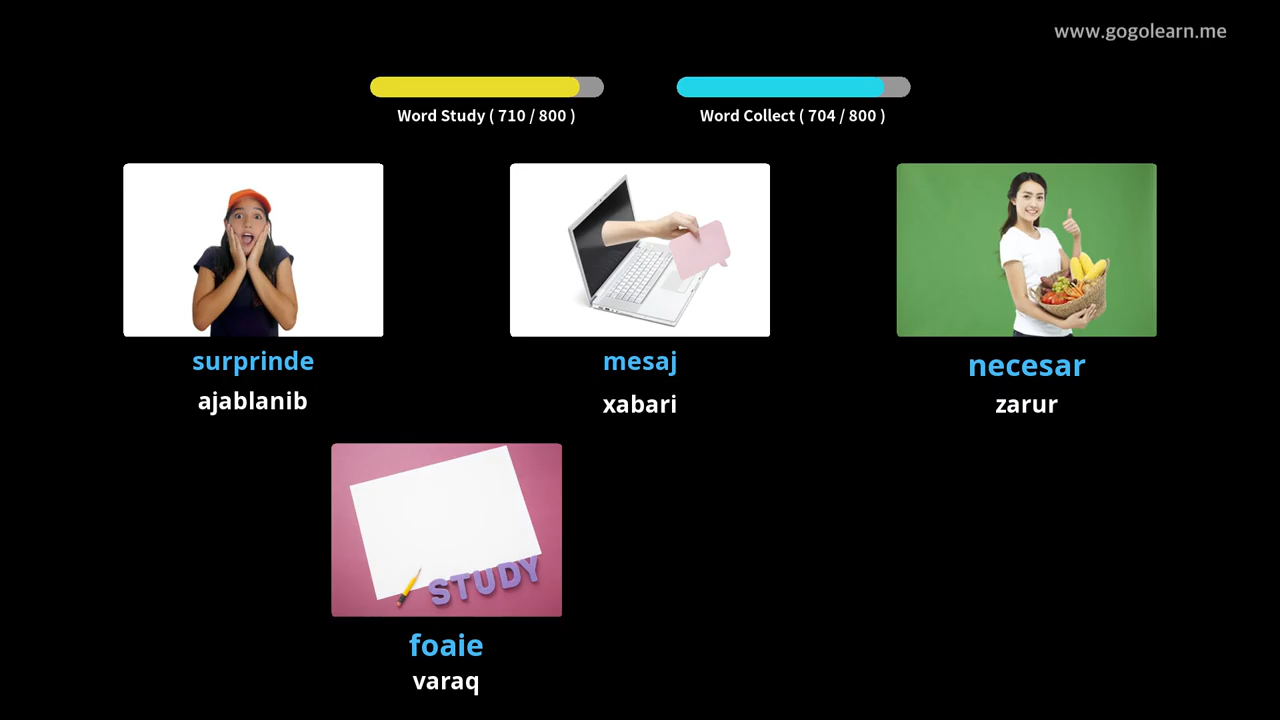 www.gogolearn.me
Word Study ( 710 / 800 )
Word Collect ( 704 / 800 )
surprinde
ajablanib
mesaj
xabari
necesar
zarur
STUDY
foaie
varaq